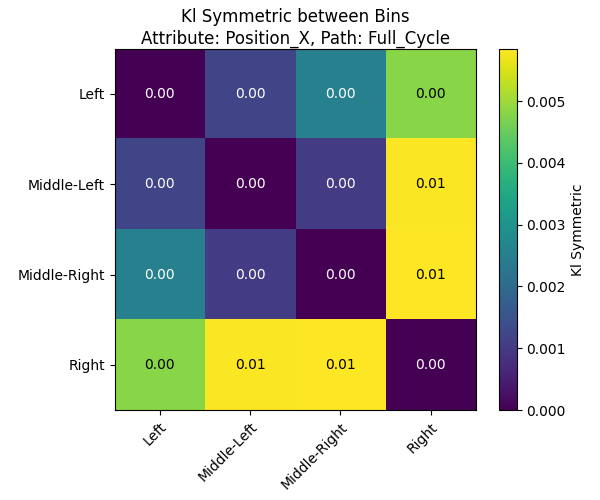 Kl Symmetric between Bins
Attribute: Position_X, Path: Full_Cycle
Left 0.00 0.00 0.00 0.00
Middle-Left 0.00 0.00 0.00 0.01
Middle-Right 0.00 0.00 0.00 0.01
Right 0.00 0.01 0.01 0.00
Left Middle-Left Middle-Right Right
0.005
0.004
0.003
0.002
0.001
0.000
Kl Symmetric